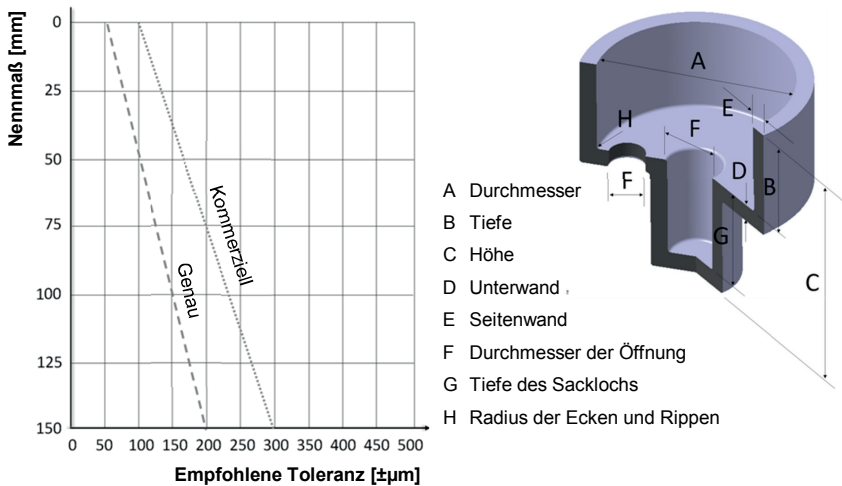 Nennmaß [mm]
0
25
50
75
100
125
150
0 50 100 150 200 250 300 350 400 450 500
Empfohlene Toleranz [±µm]
Genau
Kommerziell
A Durchmesser
B Tiefe
C Höhe
D Unterwand
E Seitenwand
F Durchmesser der Öffnung
G Tiefe des Sacklochs
H Radius der Ecken und Rippen
A
E
H
F
D
B
F
G
C